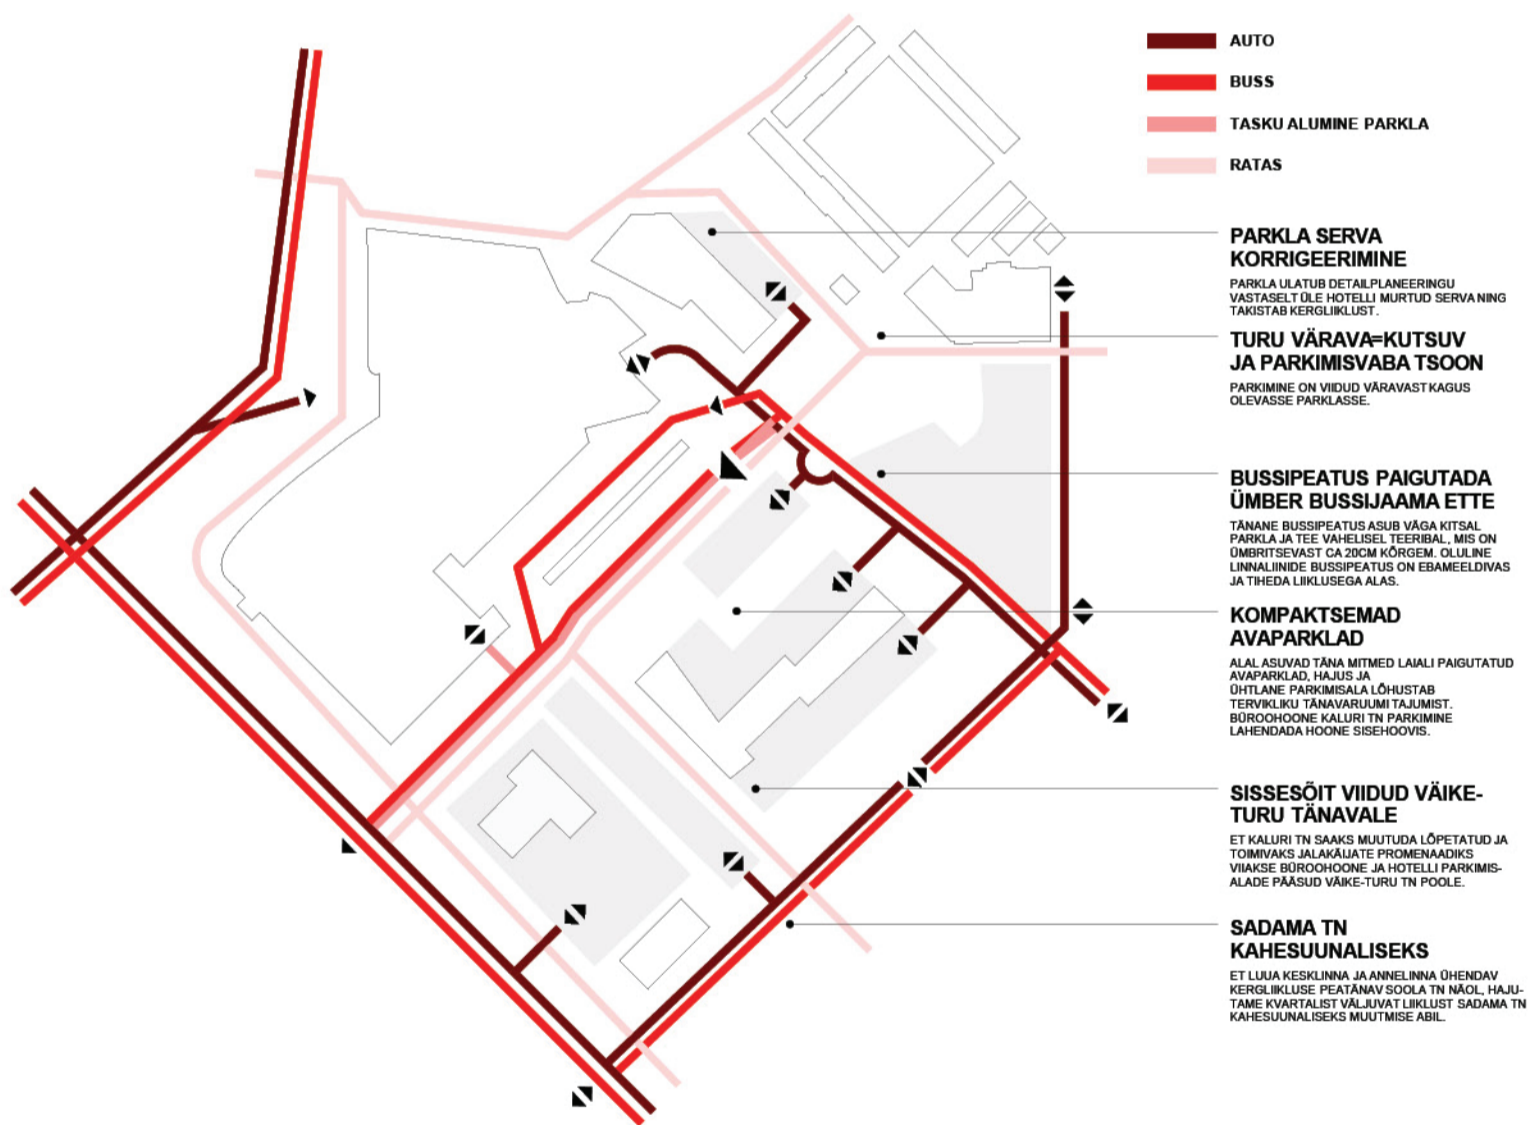 AUTO
BUSS
TASKU ALUMINE PARKLA
RATAS
PARKLA SERVA
KORRIGEERIMINE
PARKLA ULATUB DETAILPLANEERINGU
VASTASELT ÜLE HOTELLI MURTUD SERVA NING
TAKISTAB KERGLIIKLUST.
TURU VÄRAVA=KUTSUV
JA PARKIMISVABA TSOON
PARKIMINE ON VIIDUD VÄRAVAST KAGUS
OLEVASSE PARKLASSE.
BUSSIPEATUS PAIGUTADA
ÜMBER BUSSIJAAMA ETTE
TÄNANE BUSSIPEATUS ASUB VÄGA KITSAL
PARKLA JA TEE VAHELISEL TEERIBAL, MIS ON
ÜMBRITSEVAST CA 20CM KÕRGEM. OLULINE
LINNALIINIDE BUSSIPEATUS ON EBAMEELDIVAS
JA TIHEDA LIIKLUSEGA ALAS.
KOMPAKTSEMAD
AVAPARKLAD
ALAL ASUVAD TÄNA MITMED LAIALI PAIGUTATUD
AVAPARKLAD, HAJUS JA
ÜHTLANE PARKIMISALA LÕHUSTAB
TERVIKLIKU TÄNAVARUUMI TAJUMIST.
BÜROOHOONE KALURI TN PARKIMINE
LAHENDADA HOONE SISEHOOVIS.
SISSESÕIT VIIDUD VÄIKE-
TURU TÄNAVALE
ET KALURI TN SAAKS MUUTUDA LÕPETATUD JA
TOIMIVAKS JALAKÄIJATE PROMENAADIKS
VIIAKSE BÜROOHOONE JA HOTELLI PARKIMIS-
ALADE PÄÄSUD VÄIKE-TURU TN POOLE.
SADAMA TN
KAHESUUNALISEKS
ET LUUA KESKLINNA JA ANNELINNA ÜHENDAV
KERGLIIKLUSE PEATÄNAV SOOLA TN NÄOL, HAJU-
TAME KVARTALIST VÄLJUVAT LIIKLUST SADAMA TN
KAHESUUNALISEKS MUUTMISE ABIL.